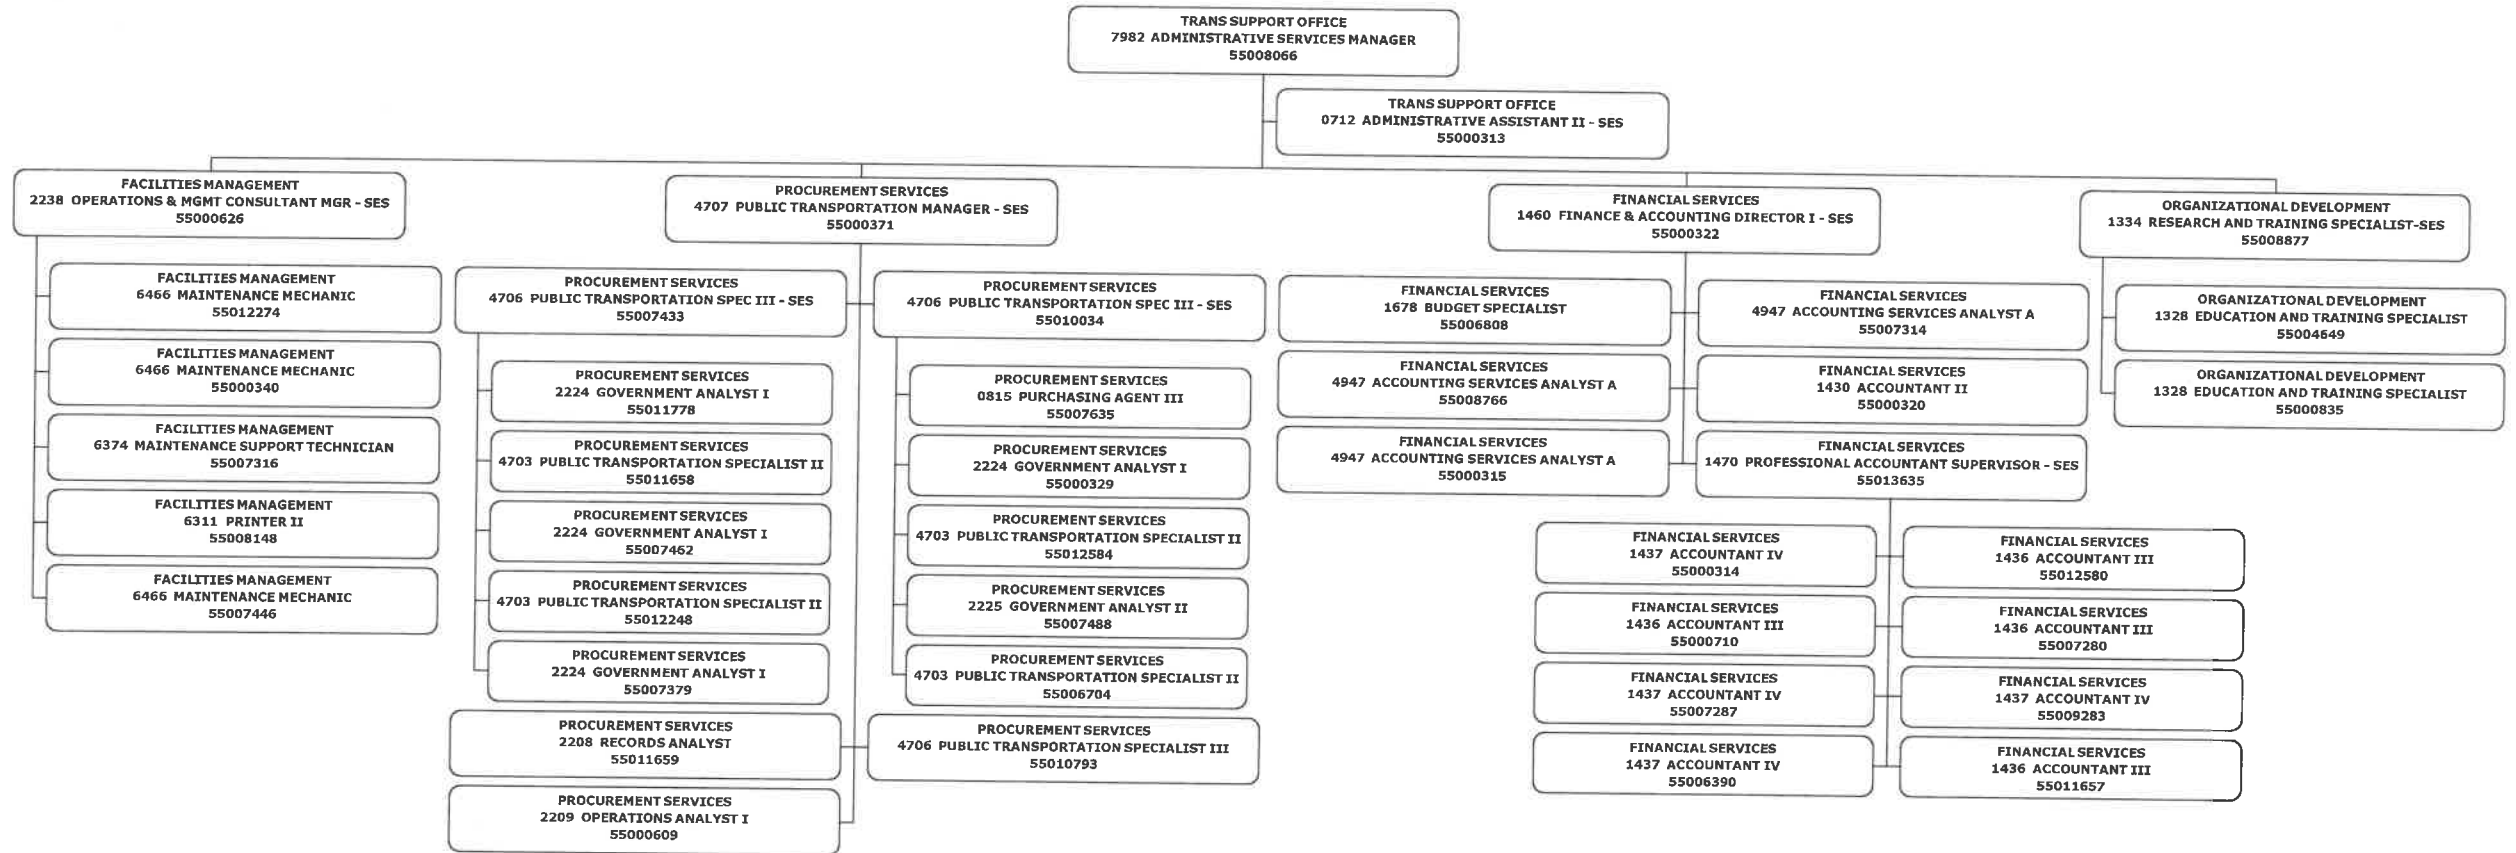 TRANS SUPPORT OFFICE
7982 ADMINISTRATIVE SERVICES MANAGER
55008066
TRANS SUPPORT OFFICE
0712 ADMINISTRATIVE ASSISTANT II - SES
55000313
FACILITIES MANAGEMENT
2238 OPERATIONS & MGMT CONSULTANT MGR - SES
55000626
FACILITIES MANAGEMENT
6466 MAINTENANCE MECHANIC
55012274
FACILITIES MANAGEMENT
6466 MAINTENANCE MECHANIC
55000340
FACILITIES MANAGEMENT
6374 MAINTENANCE SUPPORT TECHNICIAN
55007316
FACILITIES MANAGEMENT
6311 PRINTER II
55008148
FACILITIES MANAGEMENT
6466 MAINTENANCE MECHANIC
55007446
PROCUREMENT SERVICES
4707 PUBLIC TRANSPORTATION MANAGER - SES
55000371
PROCUREMENT SERVICES
4706 PUBLIC TRANSPORTATION SPEC III - SES
55007433
PROCUREMENT SERVICES
2224 GOVERNMENT ANALYST I
55011778
PROCUREMENT SERVICES
4703 PUBLIC TRANSPORTATION SPECIALIST II
55011658
PROCUREMENT SERVICES
2224 GOVERNMENT ANALYST I
55007462
PROCUREMENT SERVICES
4703 PUBLIC TRANSPORTATION SPECIALIST II
55012248
PROCUREMENT SERVICES
2224 GOVERNMENT ANALYST I
55007379
PROCUREMENT SERVICES
4706 PUBLIC TRANSPORTATION SPEC III - SES
55010034
PROCUREMENT SERVICES
0815 PURCHASING AGENT III
55007635
PROCUREMENT SERVICES
2224 GOVERNMENT ANALYST I
55000329
PROCUREMENT SERVICES
4703 PUBLIC TRANSPORTATION SPECIALIST II
55012584
PROCUREMENT SERVICES
2225 GOVERNMENT ANALYST II
55007488
PROCUREMENT SERVICES
4703 PUBLIC TRANSPORTATION SPECIALIST II
55006704
PROCUREMENT SERVICES
2208 RECORDS ANALYST
55011659
PROCUREMENT SERVICES
4706 PUBLIC TRANSPORTATION SPECIALIST III
55010793
PROCUREMENT SERVICES
2209 OPERATIONS ANALYST I
55000609
FINANCIAL SERVICES
1460 FINANCE & ACCOUNTING DIRECTOR I - SES
55000322
FINANCIAL SERVICES
1678 BUDGET SPECIALIST
55006808
FINANCIAL SERVICES
4947 ACCOUNTING SERVICES ANALYST A
55007314
FINANCIAL SERVICES
4947 ACCOUNTING SERVICES ANALYST A
55008766
FINANCIAL SERVICES
1430 ACCOUNTANT II
55000320
FINANCIAL SERVICES
4947 ACCOUNTING SERVICES ANALYST A
55000315
FINANCIAL SERVICES
1470 PROFESSIONAL ACCOUNTANT SUPERVISOR - SES
55013635
FINANCIAL SERVICES
1437 ACCOUNTANT IV
55000314
FINANCIAL SERVICES
1436 ACCOUNTANT III
55012580
FINANCIAL SERVICES
1436 ACCOUNTANT III
55000710
FINANCIAL SERVICES
1436 ACCOUNTANT III
55007280
FINANCIAL SERVICES
1437 ACCOUNTANT IV
55007287
FINANCIAL SERVICES
1437 ACCOUNTANT IV
55009283
FINANCIAL SERVICES
1437 ACCOUNTANT IV
55006390
FINANCIAL SERVICES
1436 ACCOUNTANT III
55011657
ORGANIZATIONAL DEVELOPMENT
1334 RESEARCH AND TRAINING SPECIALIST-SES
55008877
ORGANIZATIONAL DEVELOPMENT
1328 EDUCATION AND TRAINING SPECIALIST
55004649
ORGANIZATIONAL DEVELOPMENT
1328 EDUCATION AND TRAINING SPECIALIST
55000835